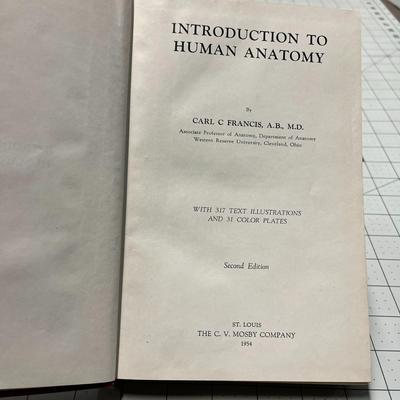 INTRODUCTION TO
HUMAN ANATOMY
By
CARL C FRANCIS, A.B., M.D.
Associate Professor of Anatomy, Department of Anatomy
Western Reserve University, Cleveland, Ohio
WITH 317 TEXT ILLUSTRATIONS
AND 31 COLOR PLATES
Second Edition
ST. LOUIS
THE C. V. MOSBY COMPANY
1954